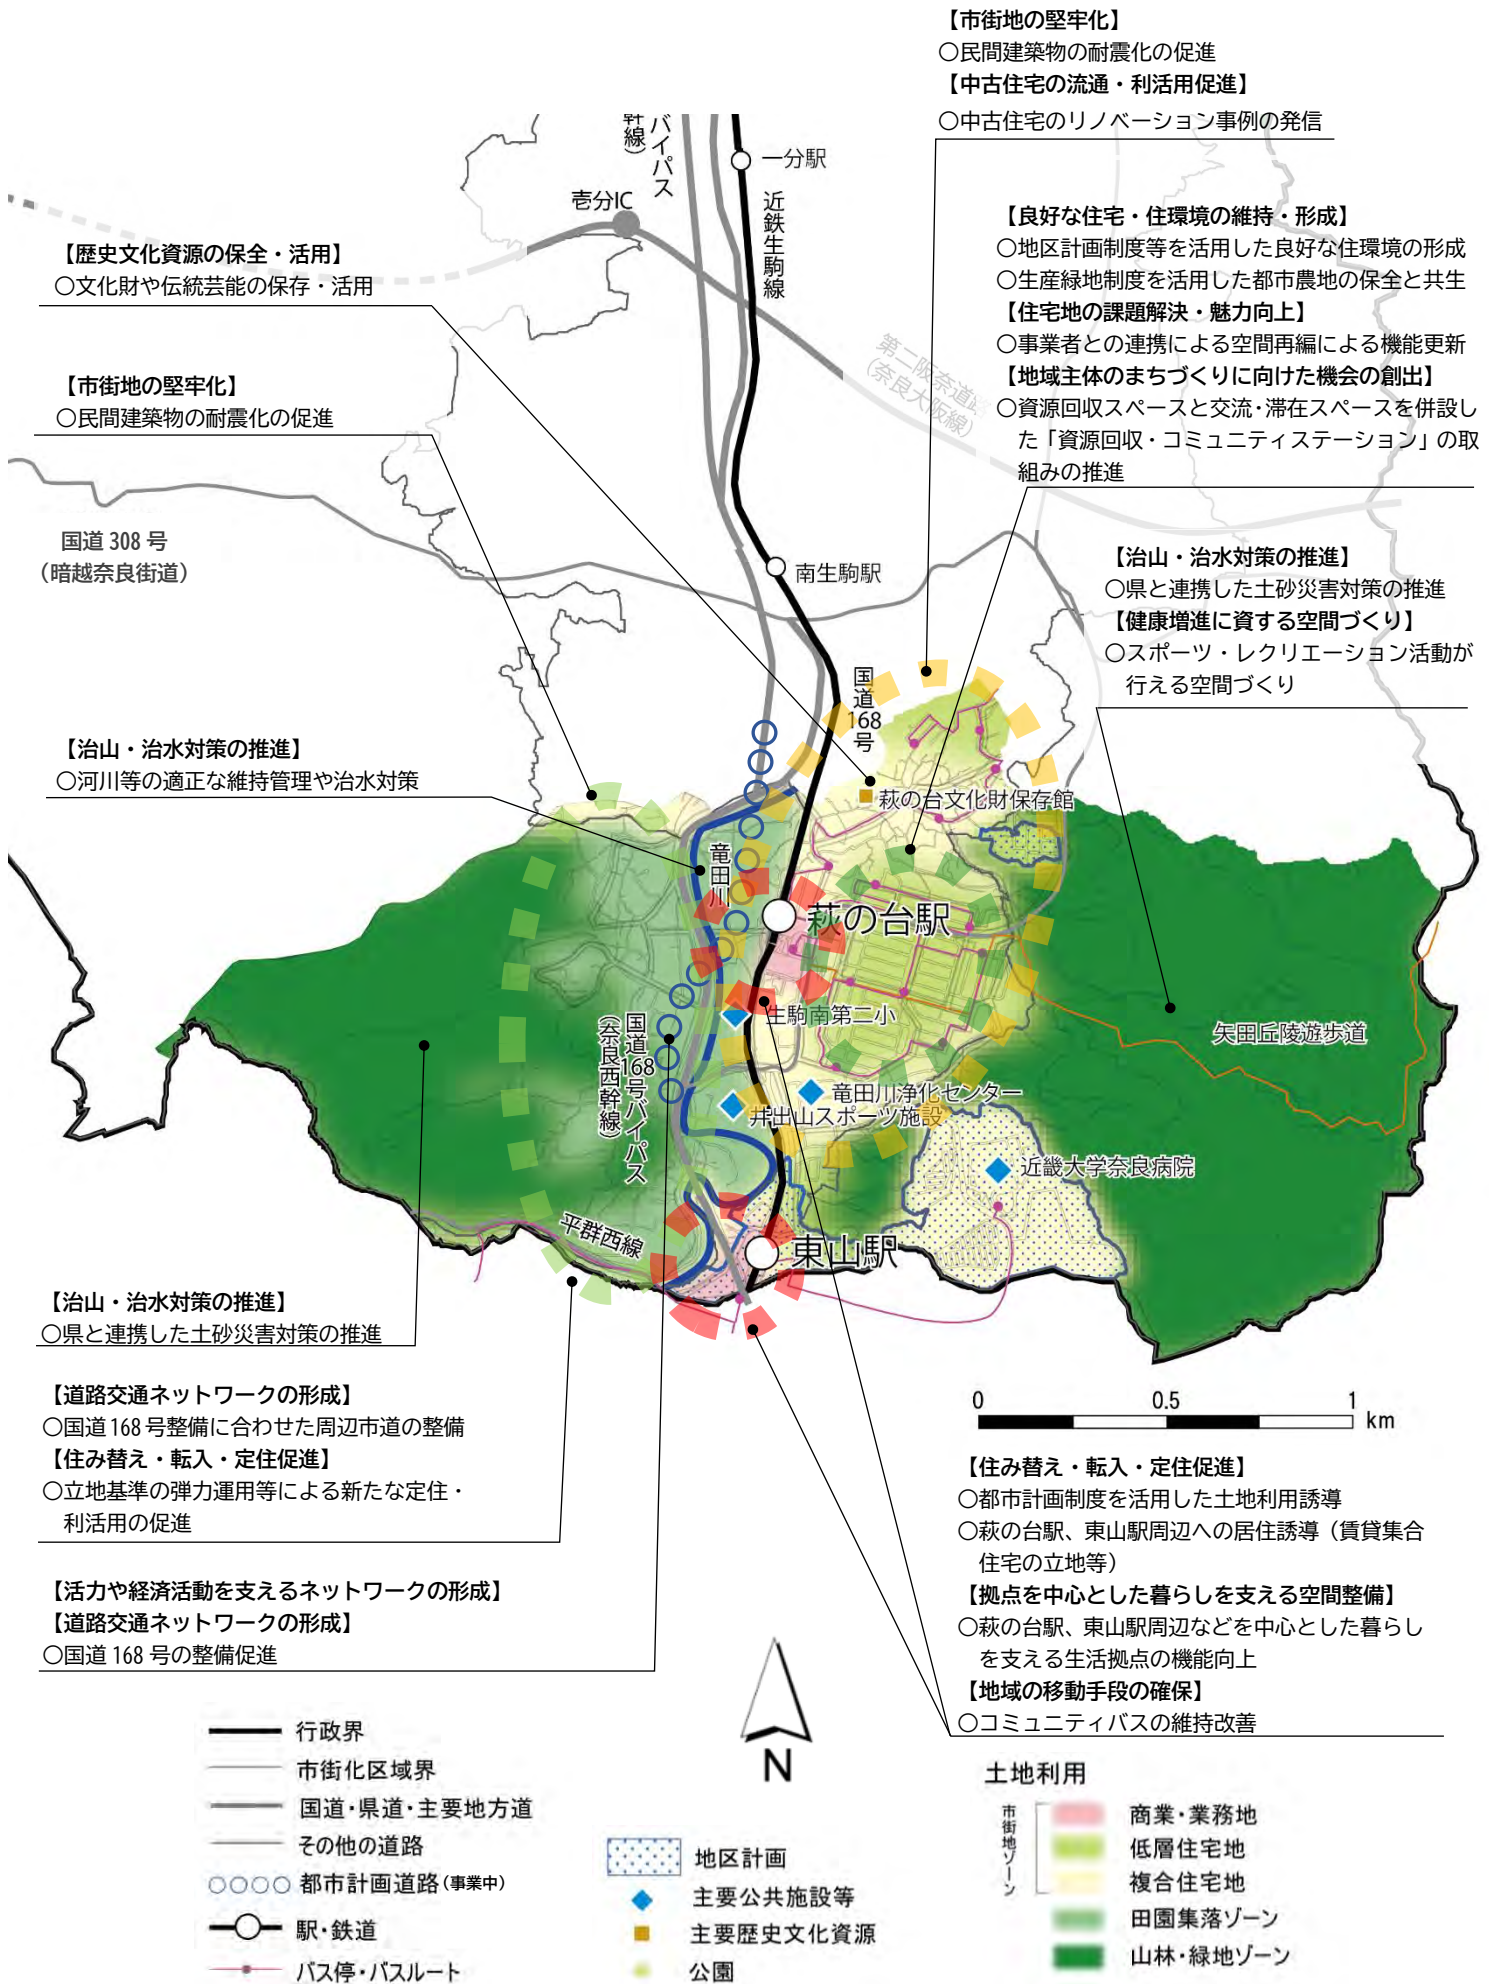 【市街地の堅牢化】
〇民間建築物の耐震化の促進
【中古住宅の流通・利活用促進】
〇中古住宅のリノベーション事例の発信
バイパス
幹線）
一分駅
壱分IC
近鉄生駒線
【良好な住宅・住環境の維持・形成】
〇地区計画制度等を活用した良好な住環境の形成
〇生産緑地制度を活用した都市農地の保全と共生
【住宅地の課題解決・魅力向上】
〇事業者との連携による空間再編による機能更新
【地域主体のまちづくりに向けた機会の創出】
〇資源回収スペースと交流・滞在スペースを併設し
た「資源回収・コミュニティステーション」の取
組みの推進
【歴史文化資源の保全・活用】
〇文化財や伝統芸能の保存・活用
第二阪奈道路
（奈良大阪線）
【市街地の堅牢化】
〇民間建築物の耐震化の促進
国道 308 号
（暗越奈良街道）
南生駒駅
【治山・治水対策の推進】
〇県と連携した土砂災害対策の推進
【健康増進に資する空間づくり】
〇スポーツ・レクリエーション活動が
行える空間づくり
国道168号
【治山・治水対策の推進】
〇河川等の適正な維持管理や治水対策
萩の台文化財保存館
竜田川
萩の台駅
生駒南第二小
矢田丘陵遊歩道
国道168号バイパス
（奈良西幹線）
竜田川浄化センター
井出山スポーツ施設
近畿大学奈良病院
平群西線
東山駅
【治山・治水対策の推進】
〇県と連携した土砂災害対策の推進
【道路交通ネットワークの形成】
〇国道 168 号整備に合わせた周辺市道の整備
【住み替え・転入・定住促進】
〇立地基準の弾力運用等による新たな定住・
利活用の促進
【活力や経済活動を支えるネットワークの形成】
【道路交通ネットワークの形成】
〇国道 168 号の整備促進
0 0.5 1
km
【住み替え・転入・定住促進】
〇都市計画制度を活用した土地利用誘導
〇萩の台駅、東山駅周辺への居住誘導（賃貸集合
住宅の立地等）
【拠点を中心とした暮らしを支える空間整備】
〇萩の台駅、東山駅周辺などを中心とした暮らし
を支える生活拠点の機能向上
【地域の移動手段の確保】
〇コミュニティバスの維持改善
N
行政界
市街化区域界
国道・県道・主要地方道
その他の道路
都市計画道路(事業中)
駅・鉄道
バス停・バスルート
地区計画
主要公共施設等
主要歴史文化資源
公園
土地利用
市街地ゾーン
商業・業務地
低層住宅地
複合住宅地
田園集落ゾーン
山林・緑地ゾーン